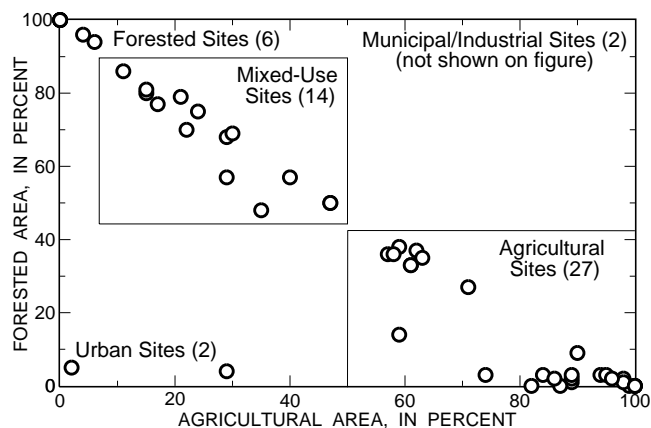 100
80
60
40
20
0
FORESTED AREA, IN PERCENT
Forested Sites (6)
Municipal/Industrial Sites (2)
(not shown on figure)
Mixed-Use
Sites (14)
Agricultural
Sites (27)
Urban Sites (2)
0
20
40
60
80
100
AGRICULTURAL AREA, IN PERCENT